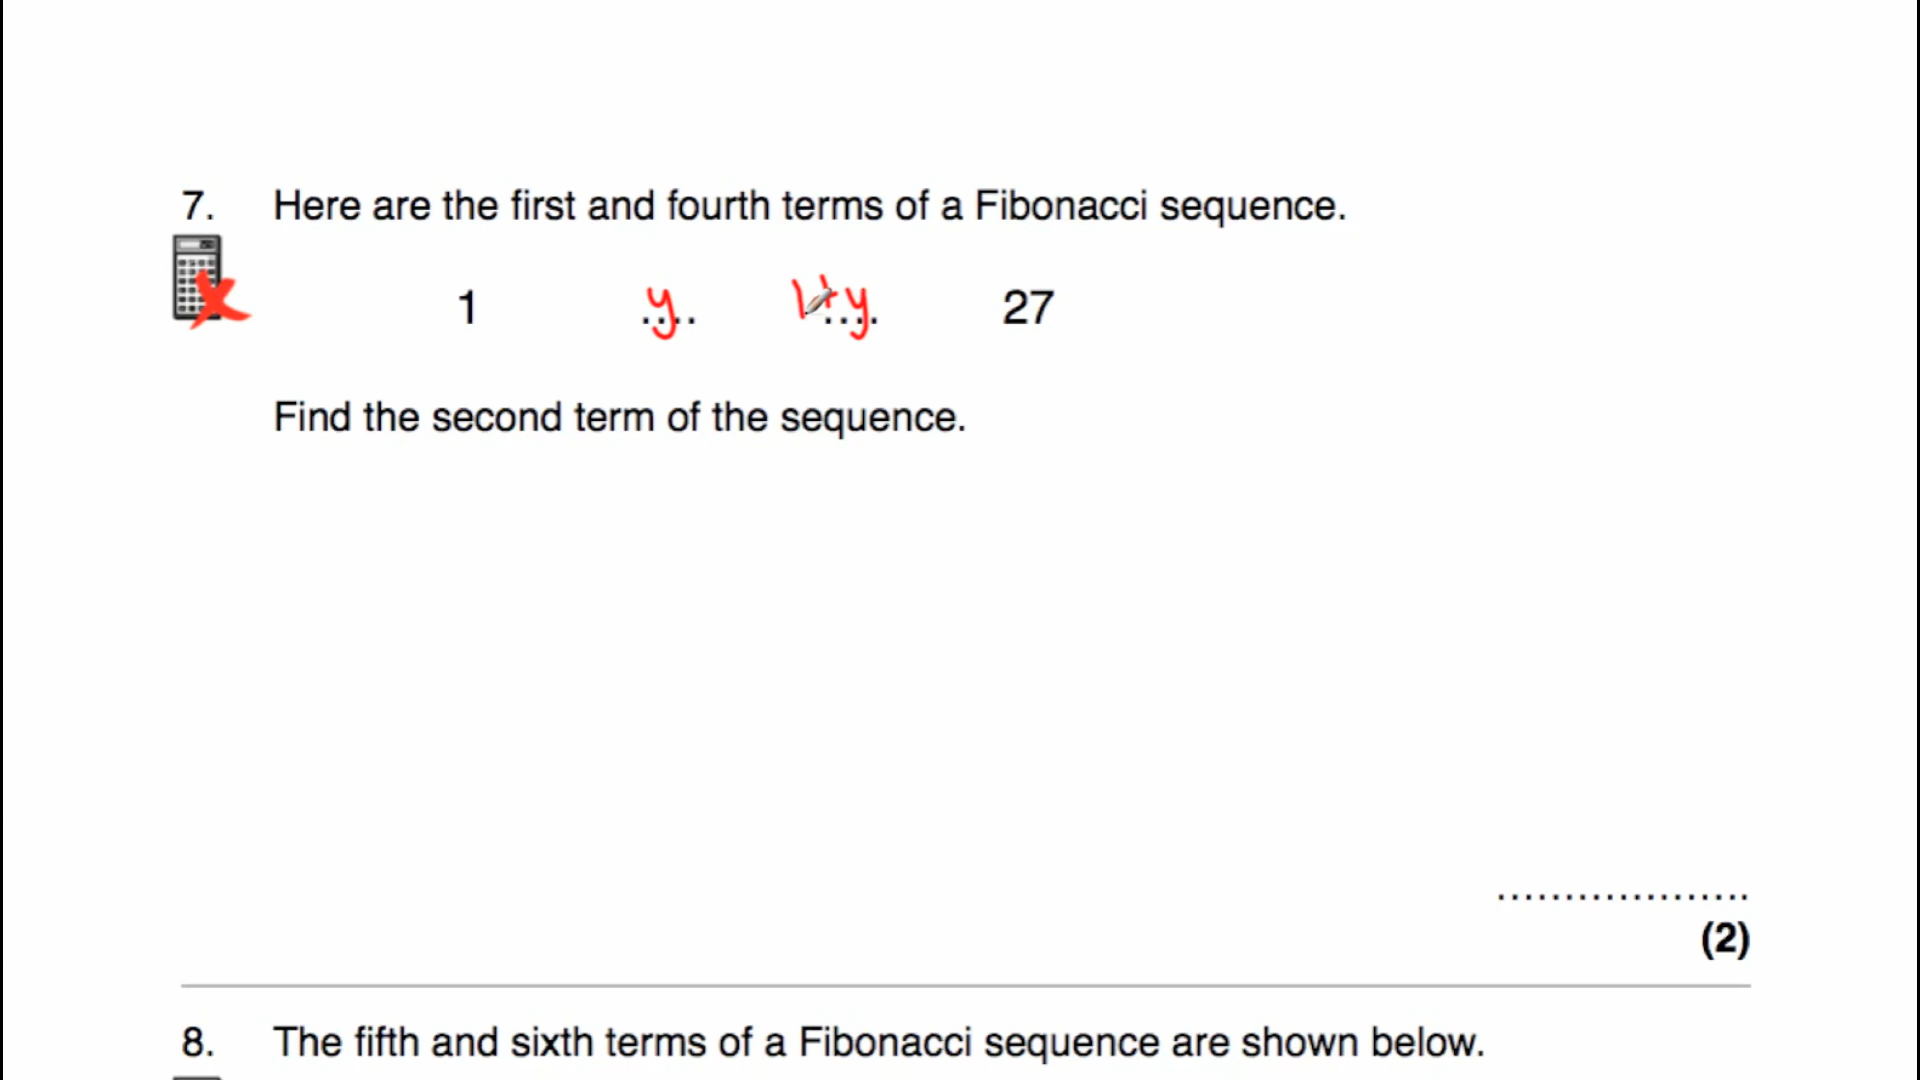 7. Here are the first and fourth terms of a Fibonacci sequence.
1 y 1+y 27
Find the second term of the sequence.
...................
(2)
8. The fifth and sixth terms of a Fibonacci sequence are shown below.